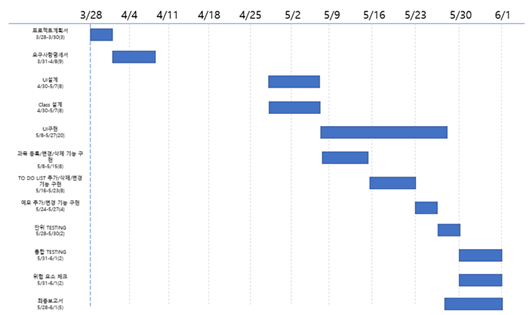 3/28 4/4 4/11 4/18 4/25 5/2 5/9 5/16 5/23 5/30 6/1
프로젝트계획서
3/28-3/30(3)
요구사항명세서
3/31-4/8(9)
UI설계
4/30-5/7(8)
Class 설계
4/30-5/7(8)
UI구현
5/8-5/27(20)
과목 등록/변경/삭제 기능 구
현
5/8-5/15(8)
TO DO LIST 추가/삭제/변경
기능 구현
5/16-5/23(8)
메모 추가/변경 기능 구현
5/24-5/27(4)
단위 TESTING
5/28-5/30(2)
통합 TESTING
5/31-6/1(2)
위험 요소 체크
5/31-6/1(2)
최종보고서
5/28-6/1(5)